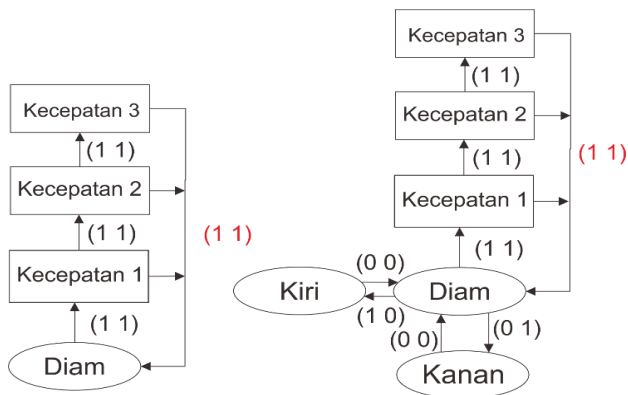 Kecepatan 3
(1 1)
Kecepatan 2
(1 1)
(1 1)
Kecepatan 1
(1 1)
Diam
Kecepatan 3
(1 1)
Kecepatan 2
(1 1)
(1 1)
Kecepatan 1
(1 1)
(0 0)
Kiri
Diam
(1 0)
(0 0)
(0 1)
Kanan